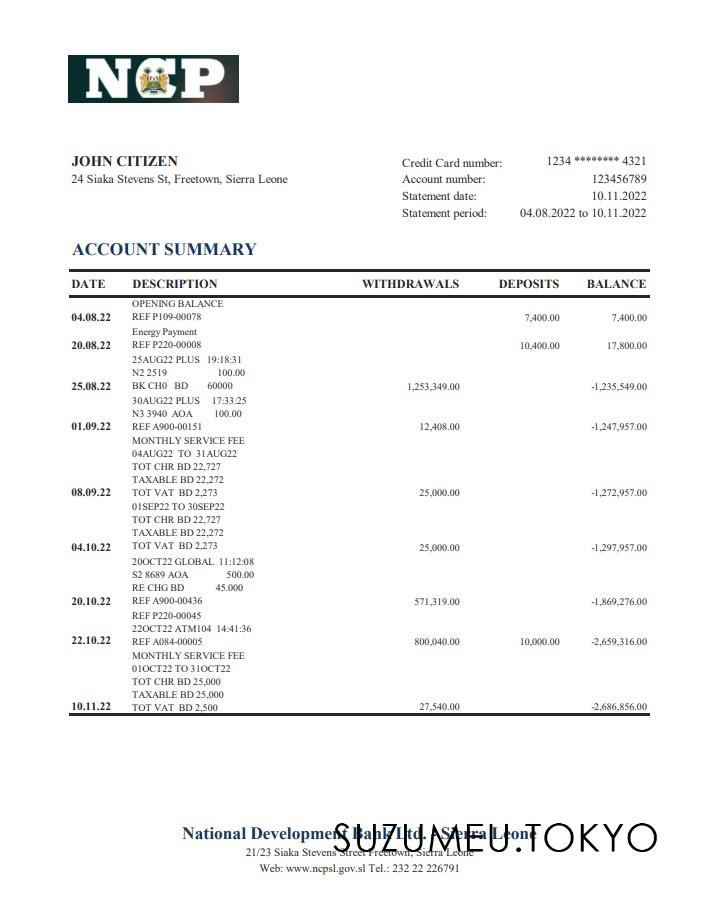 NCP
JOHN CITIZEN
24 Siaka Stevens St, Freetown, Sierra Leone
Credit Card number: 1234 ******** 4321
Account number: 123456789
Statement date: 10.11.2022
Statement period: 04.08.2022 to 10.11.2022
ACCOUNT SUMMARY
DATE DESCRIPTION WITHDRAWALS DEPOSITS BALANCE
OPENING BALANCE
04.08.22 REF P109-00078 7,400.00 7,400.00
Energy Payment
20.08.22 REF P220-00008 10,400.00 17,800.00
25AUG22 PLUS 19:18:31
N2 2519 100.00
25.08.22 BK CH0 BD 60000 1,253,349.00 -1,235,549.00
30AUG22 PLUS 17:33:25
N3 3940 AOA 100.00
01.09.22 REF A900-00151 12,408.00 -1,247,957.00
MONTHLY SERVICE FEE
04AUG22 TO 31AUG22
TOT CHR BD 22,727
TAXABLE BD 22,272
08.09.22 TOT VAT BD 2,273 25,000.00 -1,272,957.00
01SEP22 TO 30SEP22
TOT CHR BD 22,727
TAXABLE BD 22,272
04.10.22 TOT VAT BD 2,273 25,000.00 -1,297,957.00
20OCT22 GLOBAL 11:12:08
S2 8689 AOA 500.00
RE CHG BD 45.000
20.10.22 REF A900-00436 571,319.00 -1,869,276.00
REF P220-00045
22OCT22 ATM104 14:41:36
22.10.22 REF A084-00005 800,040.00 10,000.00 -2,659,316.00
MONTHLY SERVICE FEE
01OCT22 TO 31OCT22
TOT CHR BD 25,000
TAXABLE BD 25,000
10.11.22 TOT VAT BD 2,500 27,540.00 -2,686,856.00
National Development Bank Ltd. - Sierra Leone
SUZUMEU.TOKYO
21/23 Siaka Stevens Street Freetown, Sierra Leone
Web: www.ncpsl.gov.sl Tel.: 232 22 226791